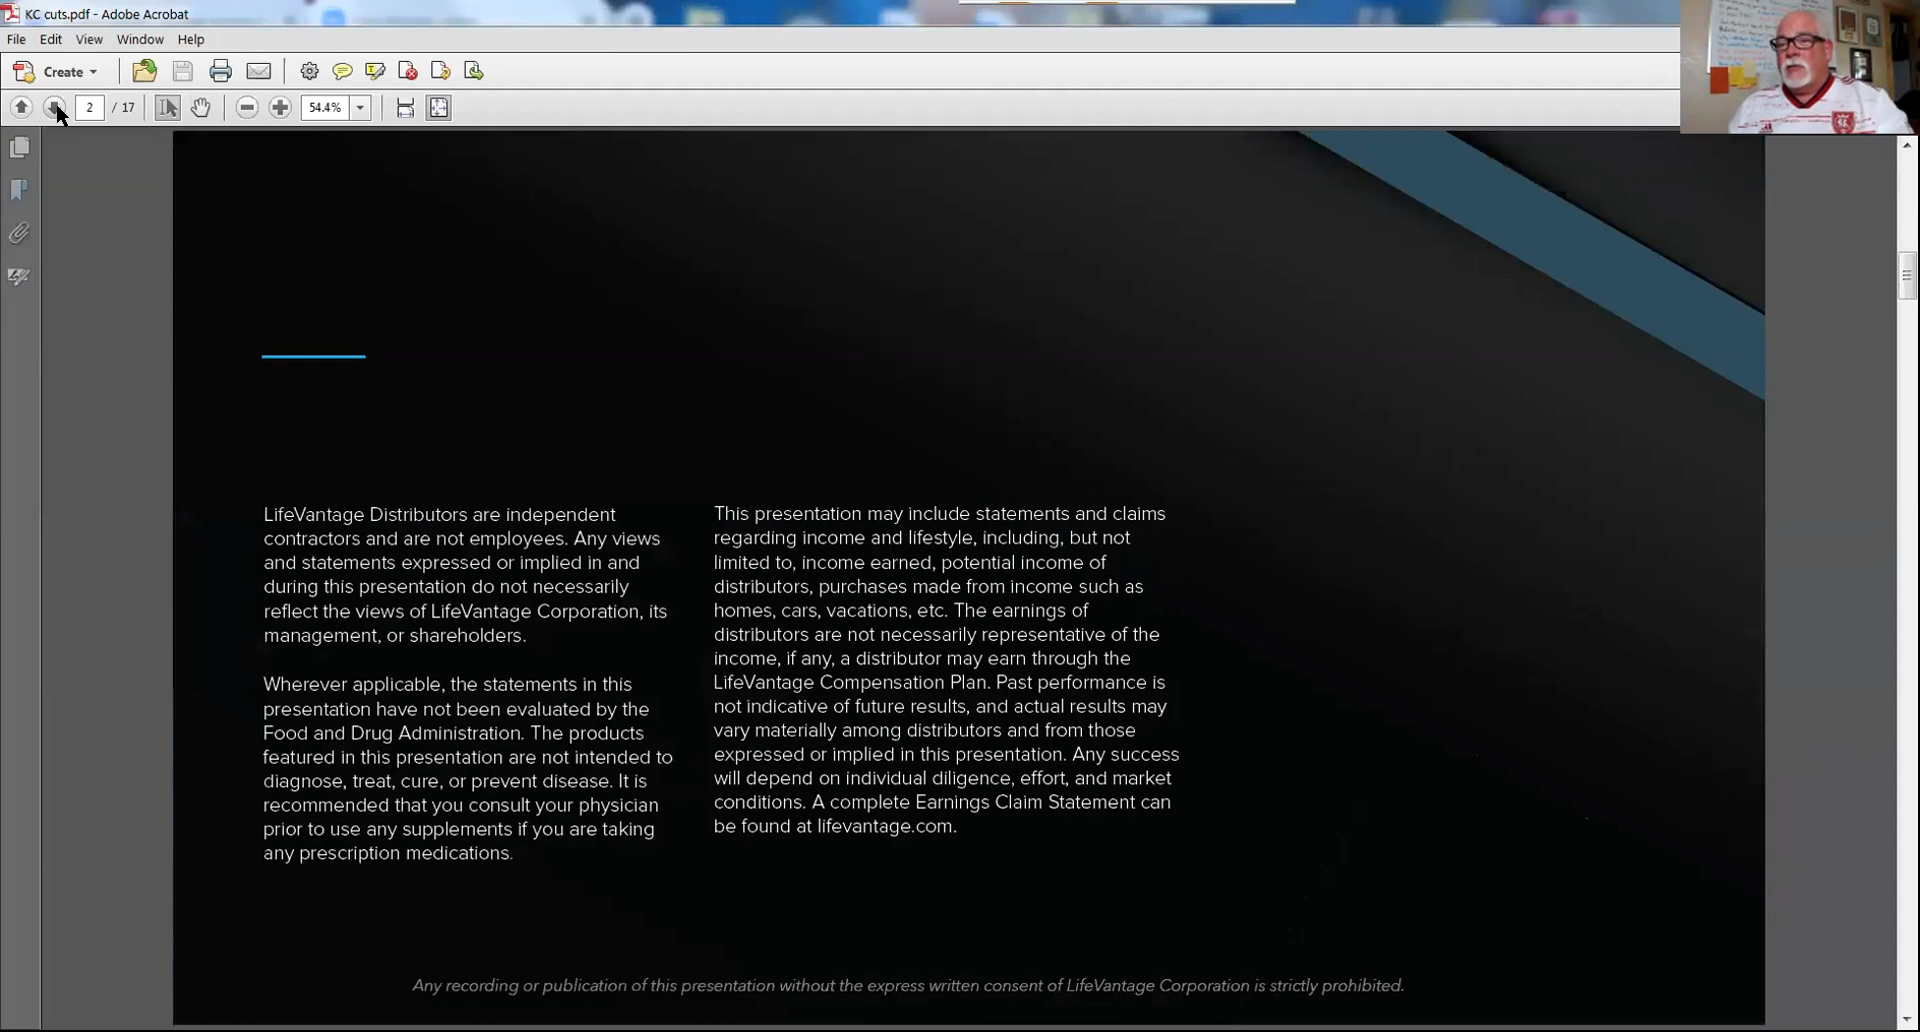 KC cuts.pdf - Adobe Acrobat
File Edit View Window Help
Create
2 / 17 54.4%
LifeVantage Distributors are independent
contractors and are not employees. Any views
and statements expressed or implied in and
during this presentation do not necessarily
reflect the views of LifeVantage Corporation, its
management, or shareholders.
Wherever applicable, the statements in this
presentation have not been evaluated by the
Food and Drug Administration. The products
featured in this presentation are not intended to
diagnose, treat, cure, or prevent disease. It is
recommended that you consult your physician
prior to use any supplements if you are taking
any prescription medications.
This presentation may include statements and claims
regarding income and lifestyle, including, but not
limited to, income earned, potential income of
distributors, purchases made from income such as
homes, cars, vacations, etc. The earnings of
distributors are not necessarily representative of the
income, if any, a distributor may earn through the
LifeVantage Compensation Plan. Past performance is
not indicative of future results, and actual results may
vary materially among distributors and from those
expressed or implied in this presentation. Any success
will depend on individual diligence, effort, and market
conditions. A complete Earnings Claim Statement can
be found at lifevantage.com.
Any recording or publication of this presentation without the express written consent of LifeVantage Corporation is strictly prohibited.